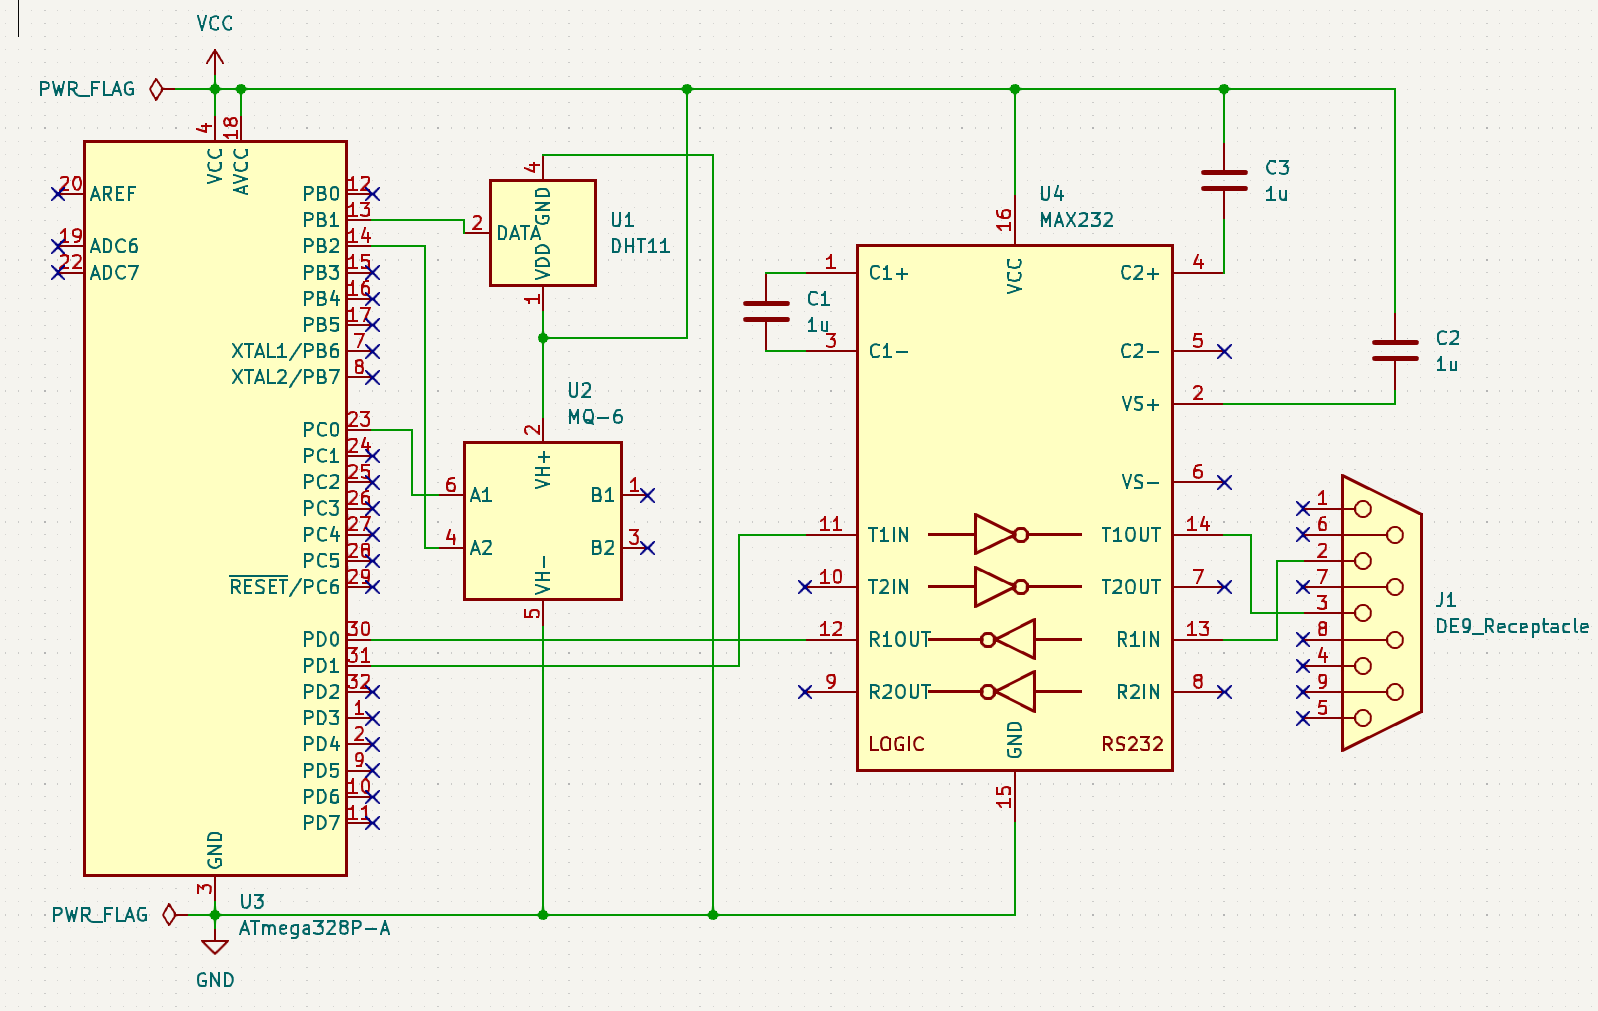 VCC
PWR_FLAG
4
18
VCC
AVCC
20
AREF
19
ADC6
22
ADC7
PB0
12
PB1
13
PB2
14
PB3
15
PB4
16
PB5
17
XTAL1/PB6
7
XTAL2/PB7
8
PC0
23
PC1
24
PC2
25
PC3
26
PC4
27
PC5
28
RESET/PC6
29
PD0
30
PD1
31
PD2
32
PD3
1
PD4
2
PD5
9
PD6
10
PD7
11
GND
3
U3
ATmega328P-A
PWR_FLAG
GND
4
GND
2
DATA
VDD
1
U1
DHT11
U2
MQ-6
2
VH+
6
A1
B1
1
4
A2
B2
3
VH-
5
C1
1u
U4
MAX232
16
VCC
1
C1+
C2+
4
3
C1-
C2-
5
VS+
2
VS-
6
11
T1IN
T1OUT
14
10
T2IN
T2OUT
7
12
R1OUT
R1IN
13
9
R2OUT
R2IN
8
LOGIC
GND
RS232
15
C3
1u
C2
1u
1
6
2
7
3
8
4
9
5
J1
DE9_Receptacle